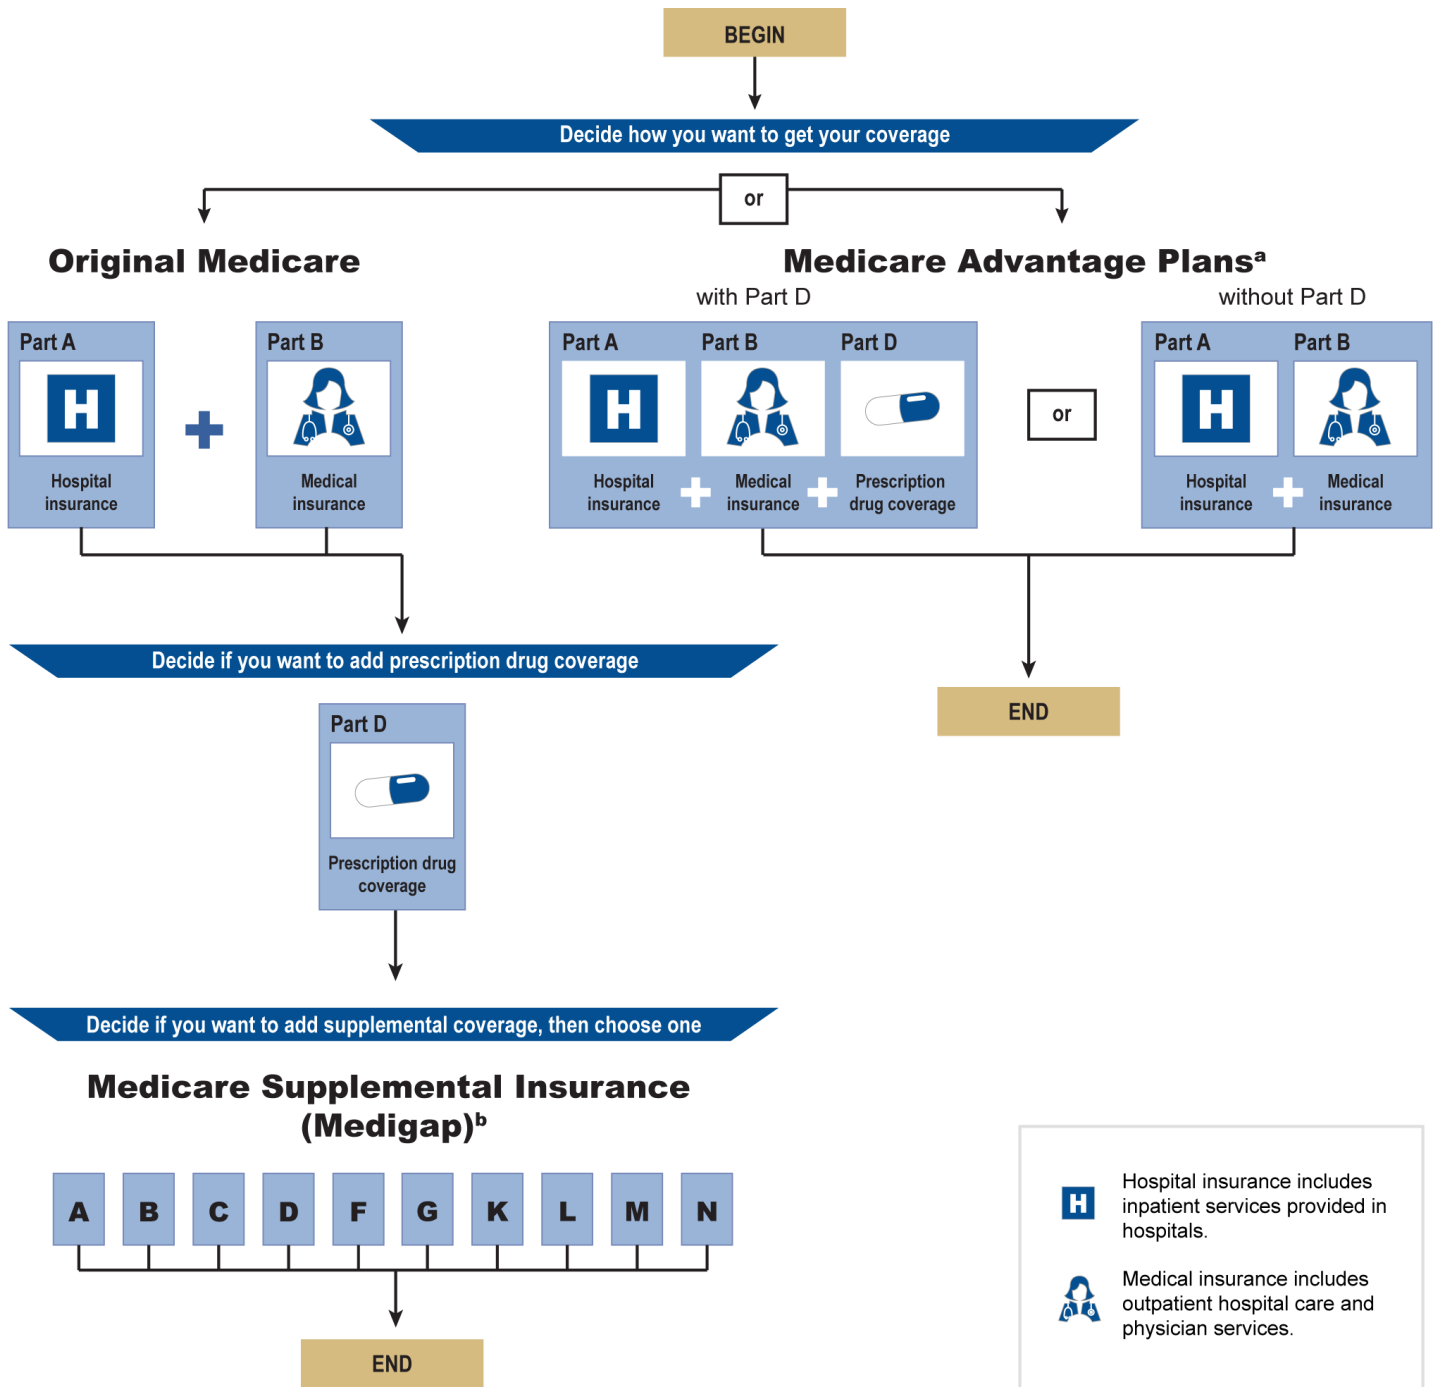 BEGIN
Decide how you want to get your coverage
or
Original Medicare
Medicare Advantage Plansᵃ
with Part D
without Part D
Part A
H
Hospital
insurance
Part B
Medical
insurance
Part A
H
Hospital
insurance
Part B
Medical
insurance
Part D
Prescription
drug coverage
or
Part A
H
Hospital
insurance
Part B
Medical
insurance
Decide if you want to add prescription drug coverage
END
Part D
Prescription drug
coverage
Decide if you want to add supplemental coverage, then choose one
Medicare Supplemental Insurance
(Medigap)ᵇ
A B C D F G K L M N
END
H
Hospital insurance includes
inpatient services provided in
hospitals.
Medical insurance includes
outpatient hospital care and
physician services.